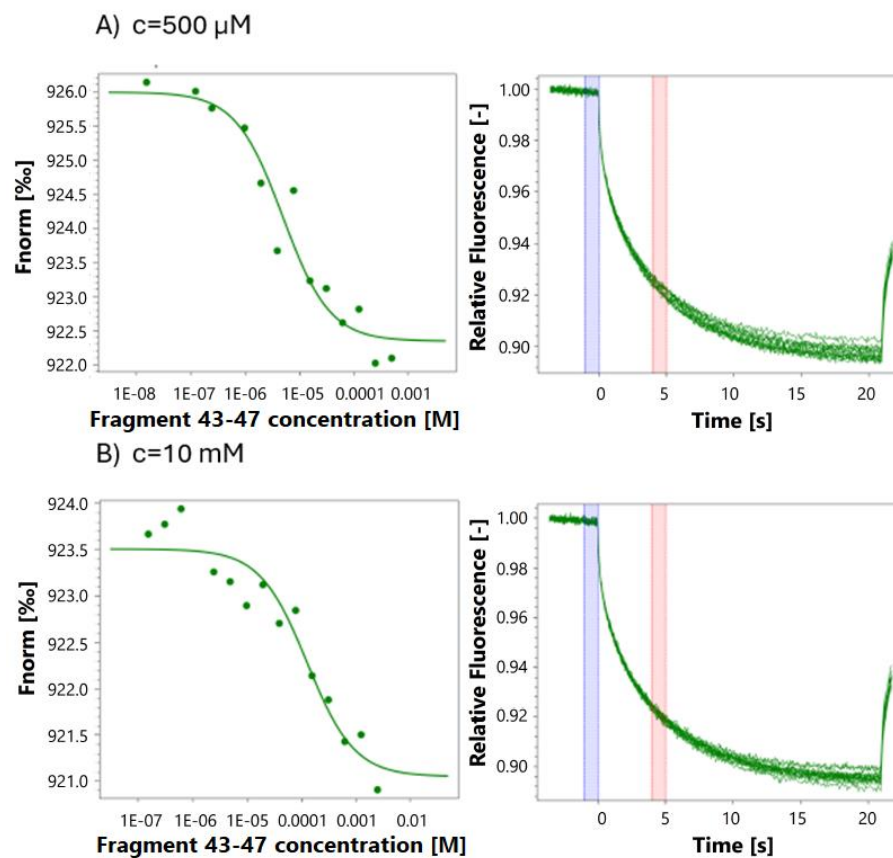 A) c=500 µM
Fnorm [‰]
926.0
925.5
925.0
924.5
924.0
923.5
923.0
922.5
922.0
1E-08 1E-07 1E-06 1E-05 0.0001 0.001
Fragment 43-47 concentration [M]
Relative Fluorescence [-]
1.00
0.98
0.96
0.94
0.92
0.90
0 5 10 15 20
Time [s]
B) c=10 mM
Fnorm [‰]
924.0
923.5
923.0
922.5
922.0
921.5
921.0
1E-07 1E-06 1E-05 0.0001 0.001 0.01
Fragment 43-47 concentration [M]
Relative Fluorescence [-]
1.00
0.98
0.96
0.94
0.92
0.90
0 5 10 15 20
Time [s]